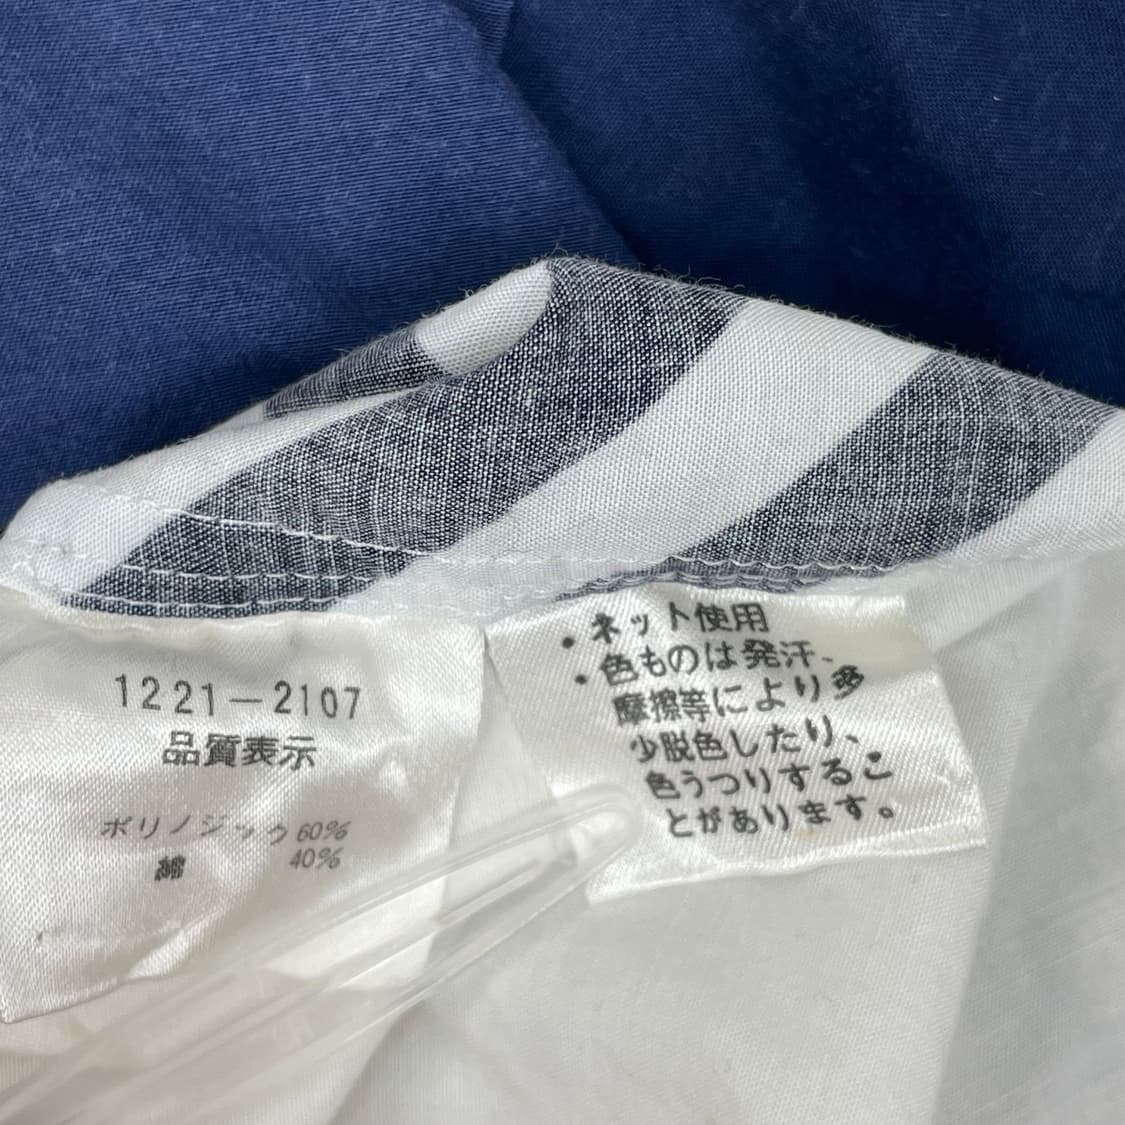 1221-2107
品質表示
ポリノジック 60%
綿 40%
・ネット使用
・色ものは発汗、
摩擦等により多
少脱色したり、
色うつりするこ
とがあります。